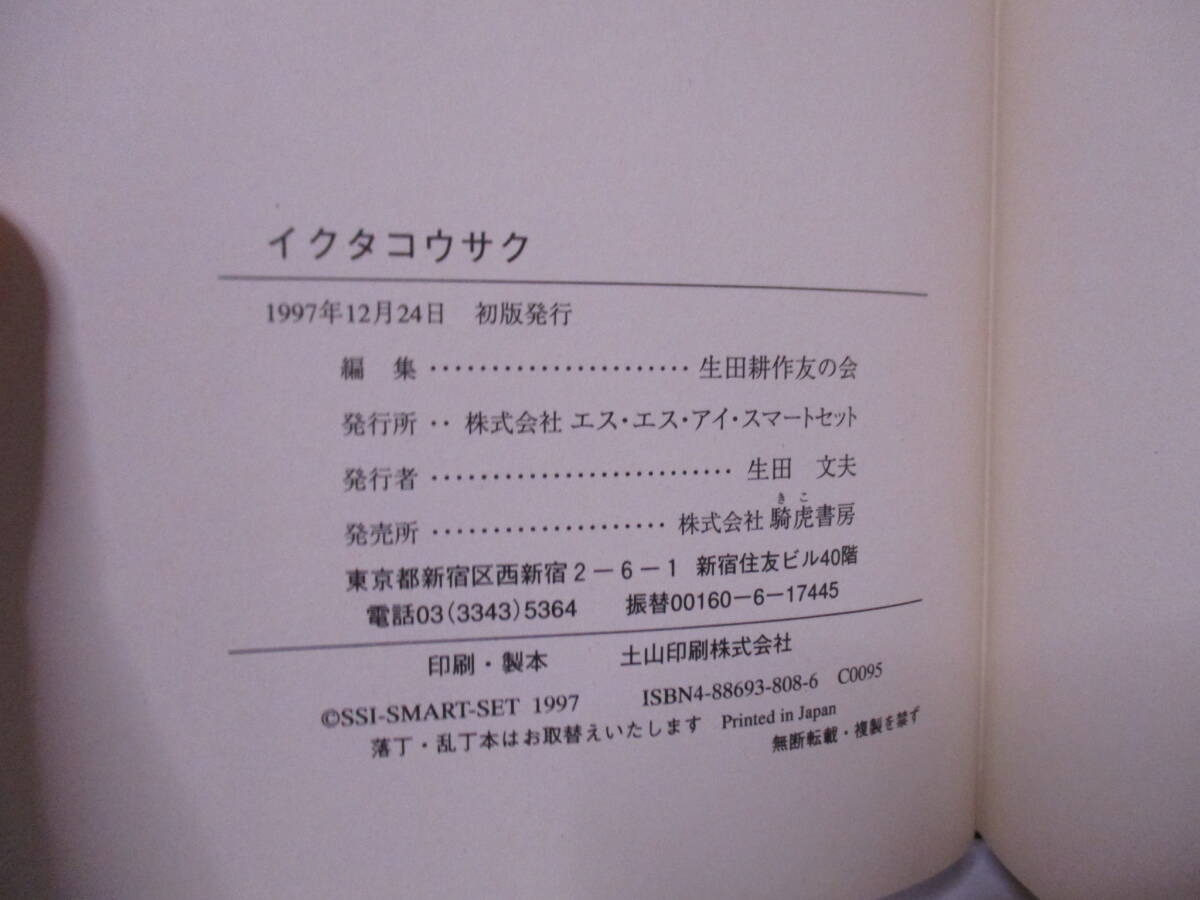 イクタコウサク
1997年12月24日 初版発行
編 集 ‥‥‥‥‥‥‥‥‥‥‥ 生田耕作友の会
発行所 ‥ 株式会社 エス・エス・アイ・スマートセット
発行者 ‥‥‥‥‥‥‥‥‥‥‥‥‥ 生田 文夫
きこ
発売所 ‥‥‥‥‥‥‥‥‥‥ 株式会社 騎虎書房
東京都新宿区西新宿2−6−1 新宿住友ビル40階
電話03(3343)5364 振替00160−6−17445
印刷・製本 土山印刷株式会社
©SSI-SMART-SET 1997 ISBN4-88693-808-6 C0095
落丁・乱丁本はお取替えいたします Printed in Japan
無断転載・複製を禁ず